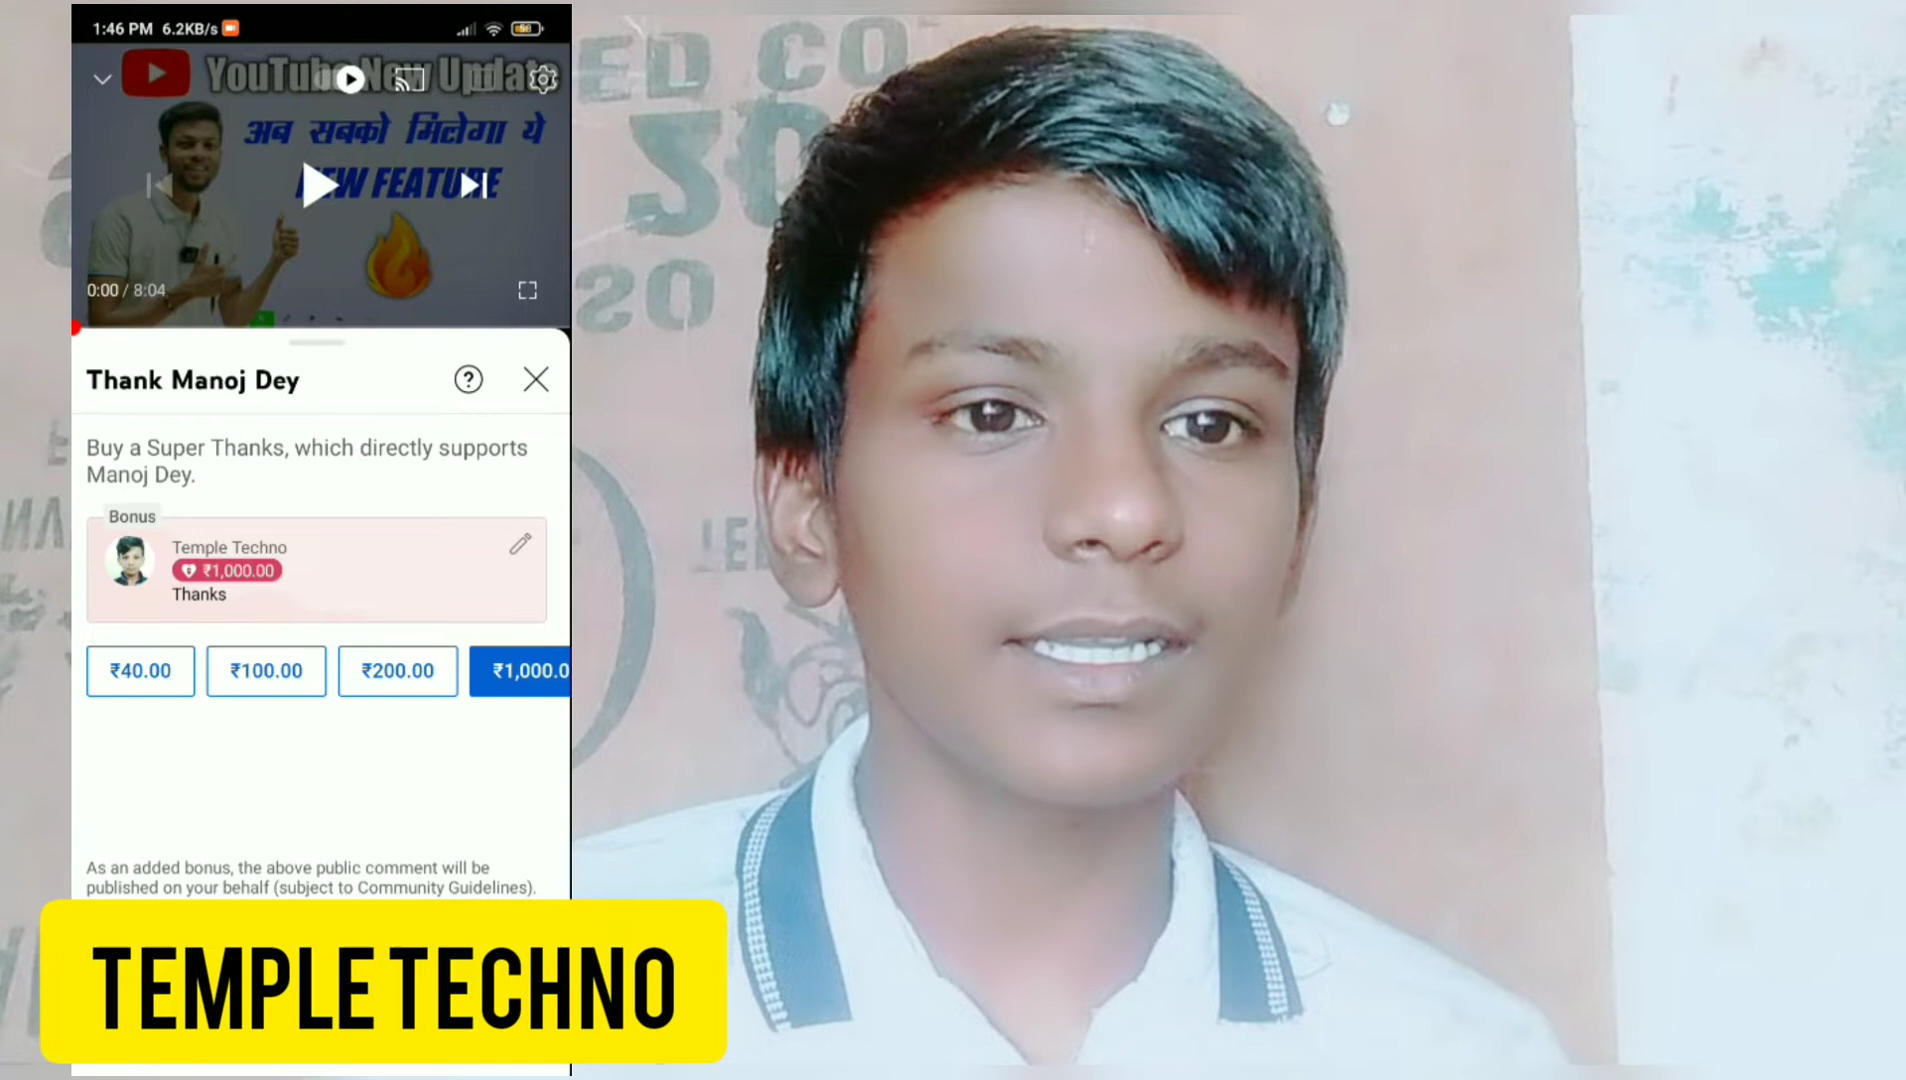 1:46 PM 6.2KB/s
58
YouTube New Update
अब सबको मिलेगा ये
NEW FEATURE
0:00 / 8:04
Thank Manoj Dey
Buy a Super Thanks, which directly supports
Manoj Dey.
Bonus
Temple Techno
₹1,000.00
Thanks
₹40.00
₹100.00
₹200.00
₹1,000.0
As an added bonus, the above public comment will be
published on your behalf (subject to Community Guidelines).
TEMPLE TECHNO